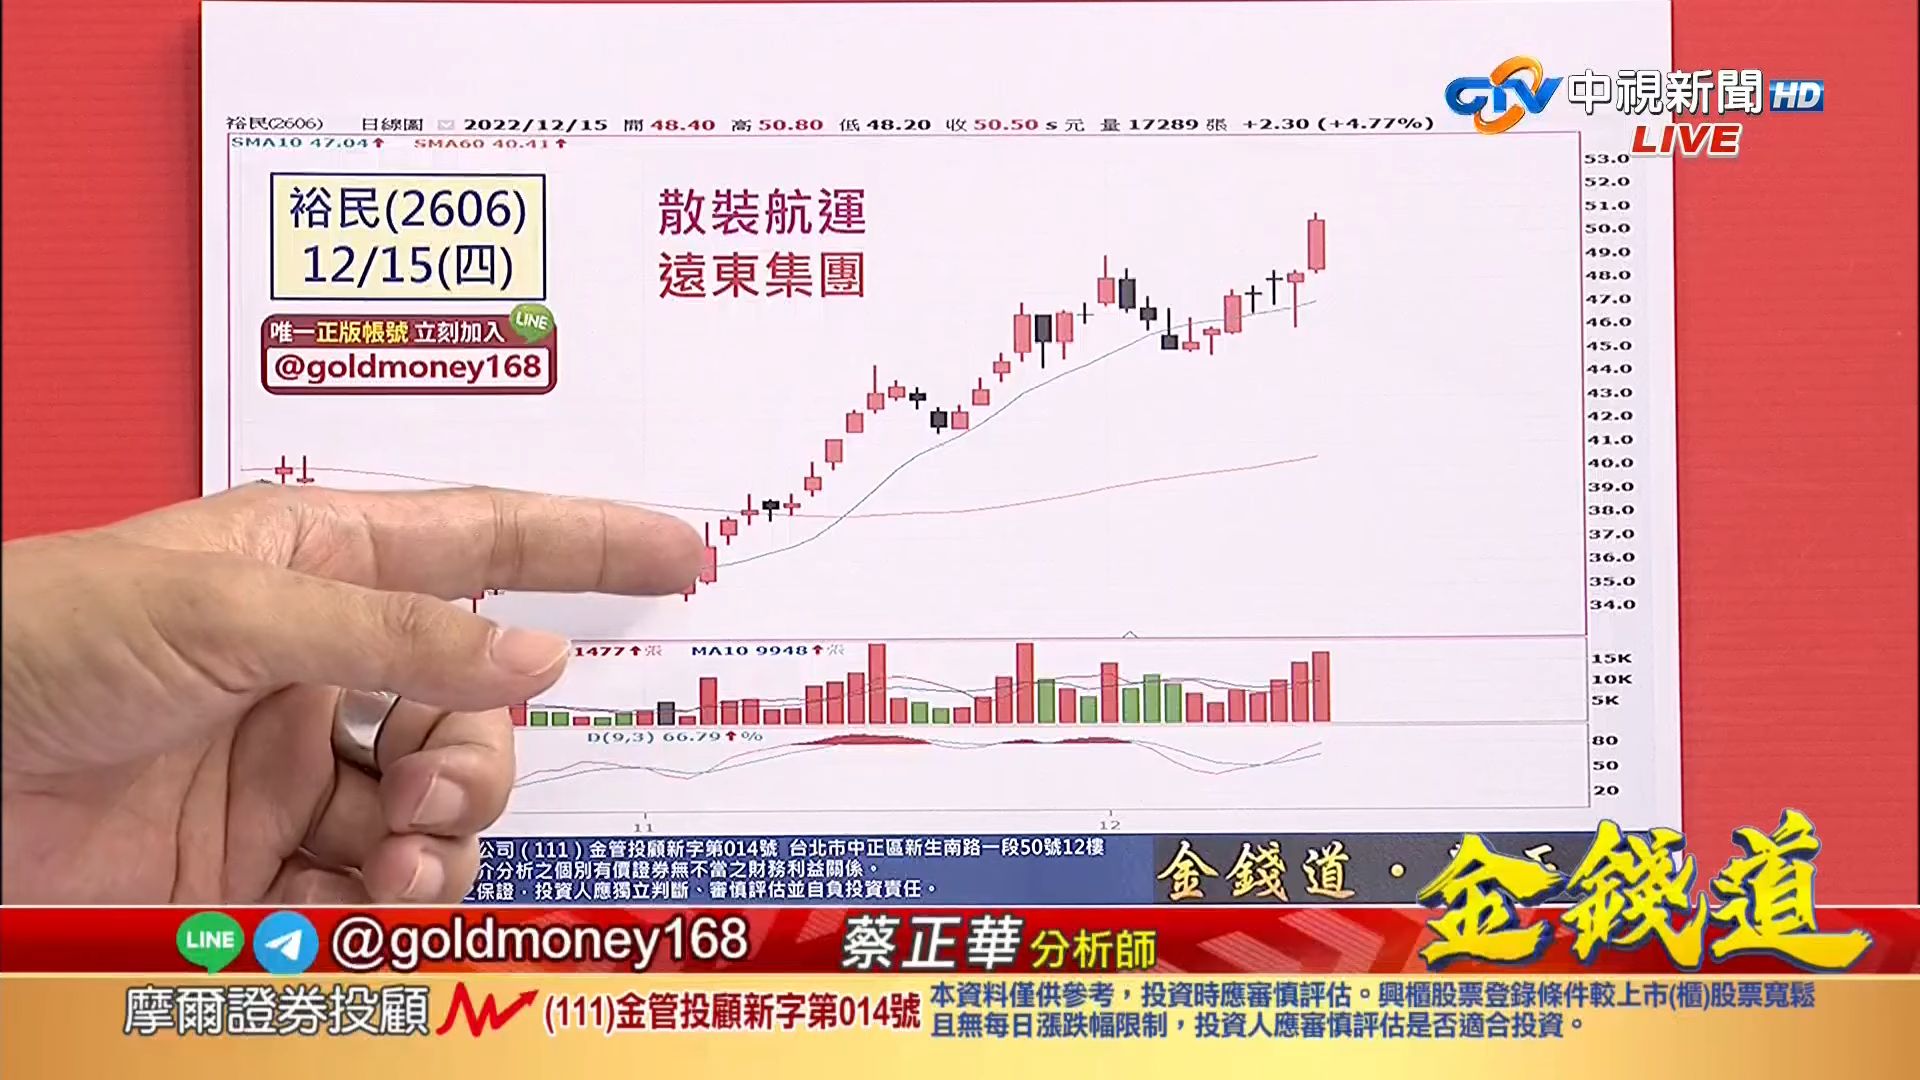 CTV 中視新聞 HD
LIVE
裕民(2606) 日線圖 2022/12/15 開 48.40 高 50.80 低 48.20 收 50.50 s 元 量 17289 張 +2.30 (+4.77%)
SMA10 47.04↑ SMA60 40.41↑
裕民(2606)
12/15(四)
散裝航運
遠東集團
唯一正版帳號 立刻加入 LINE
@goldmoney168
53.0
52.0
51.0
50.0
49.0
48.0
47.0
46.0
45.0
44.0
43.0
42.0
41.0
40.0
39.0
38.0
37.0
36.0
35.0
34.0
1477↑張 MA10 9948↑張
15K
10K
5K
D(9,3) 66.79↑%
80
50
20
11 12
公司(111)金管投顧新字第014號 台北市中正區新生南路一段50號12樓
介分析之個別有價證券無不當之財務利益關係。
之保證，投資人應獨立判斷、審慎評估並自負投資責任。
金錢道・
金錢道
LINE @goldmoney168 蔡正華 分析師
摩爾證券投顧 (111)金管投顧新字第014號
本資料僅供參考，投資時應審慎評估。興櫃股票登錄條件較上市(櫃)股票寬鬆
且無每日漲跌幅限制，投資人應審慎評估是否適合投資。